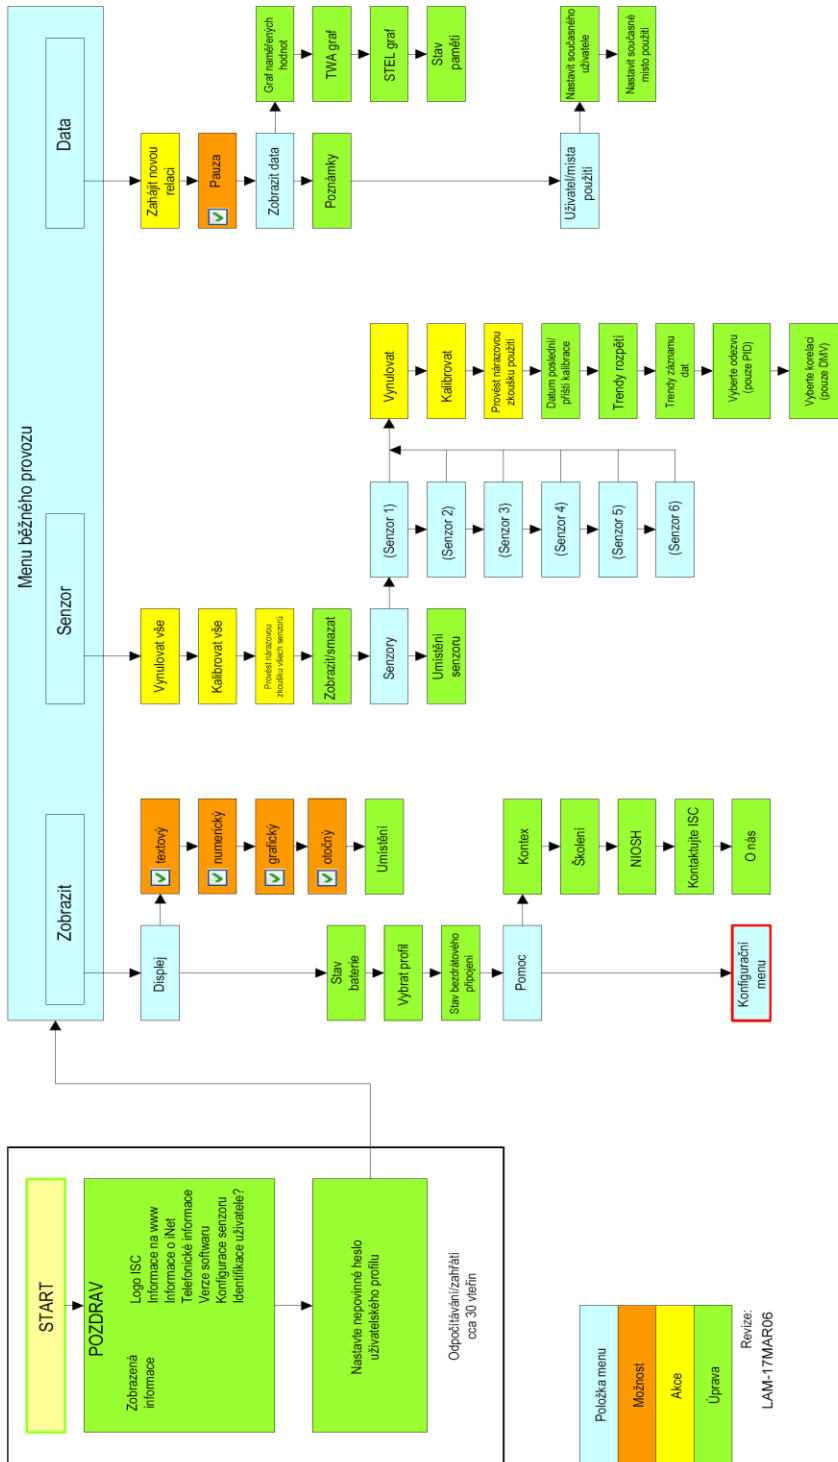 START
POZDRAV
Zobrazená
informace
Logo ISC
Informace na www
Informace o iNet
Telefonické informace
Verze softwaru
Konfigurace senzoru
Identifikace uživatele?
Nastavte nepovinné heslo
uživatelského profilu
Odpočítávání/zahřátí
cca 30 vteřin
Menu běžného provozu
Zobrazit
Displej
textový
numerický
grafický
otočný
Umístění
Stav
baterie
Vybrat profil
Stav bezdrátového
připojení
Pomoc
Kontex
Školení
NIOSH
Kontaktujte ISC
O nás
Konfigurační
menu
Senzor
Vynulovat vše
Kalibrovat vše
Provést nárazovou
zkoušku všech senzorů
Zobrazit/smazat
Senzory
Umístění
senzoru
(Senzor 1)
(Senzor 2)
(Senzor 3)
(Senzor 4)
(Senzor 5)
(Senzor 6)
Vynulovat
Kalibrovat
Provést nárazovou
zkoušku použití
Datum poslední/
příští kalibrace
Trendy rozpětí
Trendy záznamu
dat
Vyberte odezvu
(pouze PID)
Vyberte korelaci
(pouze DMV)
Data
Zahájit novou
relaci
Pauza
Zobrazit data
Poznámky
Graf naměřených
hodnot
TWA graf
STEL graf
Stav
paměti
Uživatel/místa
použití
Nastavit současného
uživatele
Nastavit současné
místo použití
Položka menu
Možnost
Akce
Úprava
Revize:
LAM-17MAR06